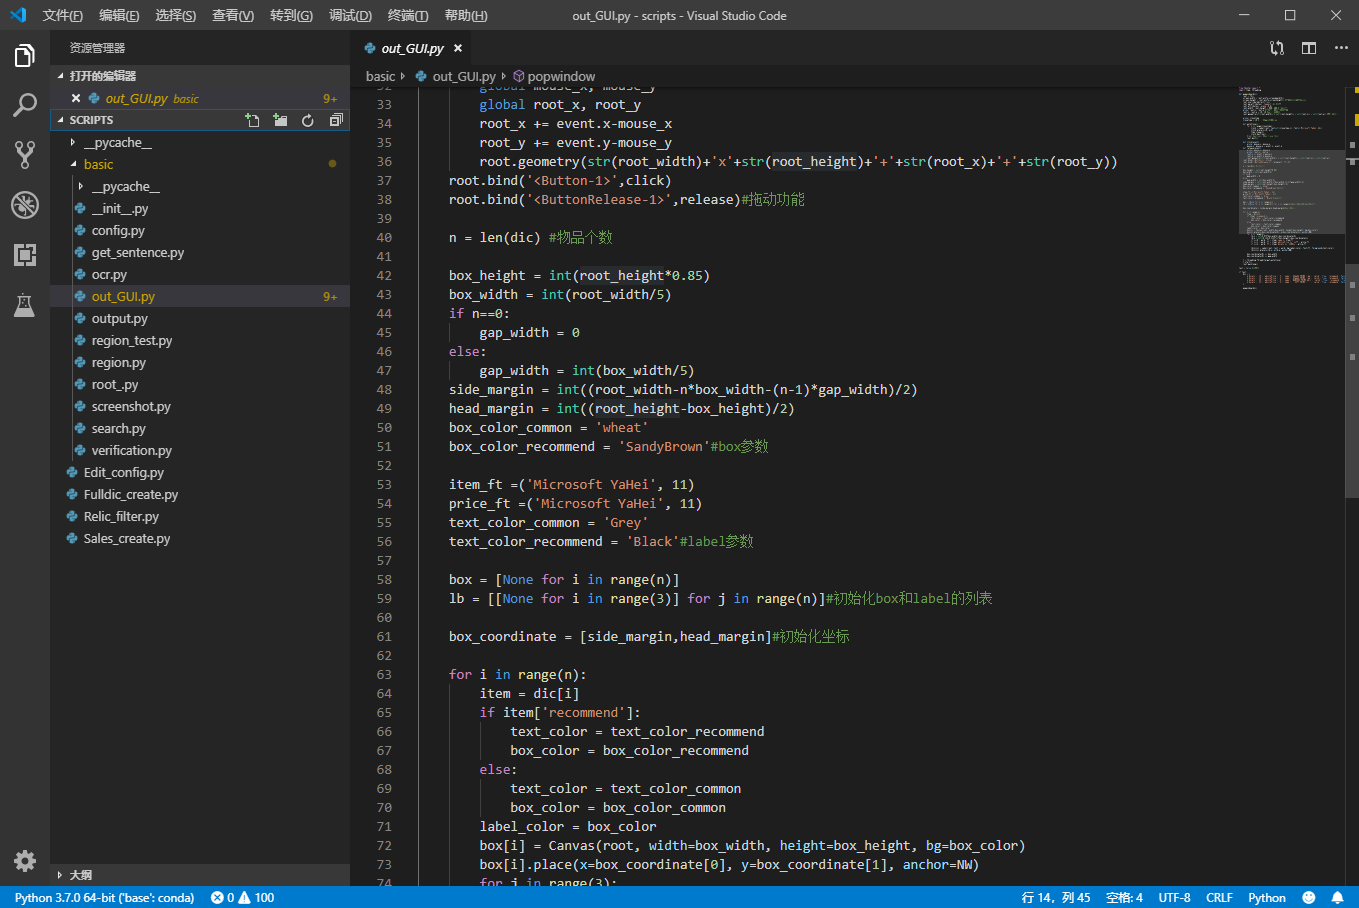 文件(F) 编辑(E) 选择(S) 查看(V) 转到(G) 调试(D) 终端(T) 帮助(H) out_GUI.py - scripts - Visual Studio Code
资源管理器
打开的编辑器
out_GUI.py basic 9+
SCRIPTS
__pycache__
basic
__pycache__
__init__.py
config.py
get_sentence.py
ocr.py
out_GUI.py 9+
output.py
region_test.py
region.py
root_.py
screenshot.py
search.py
verification.py
Edit_config.py
Fulldic_create.py
Relic_filter.py
Sales_create.py
大纲
out_GUI.py
basic out_GUI.py popwindow
32 global mouse_x, mouse_y
33 global root_x, root_y
34 root_x += event.x-mouse_x
35 root_y += event.y-mouse_y
36 root.geometry(str(root_width)+'x'+str(root_height)+'+'+str(root_x)+'+'+str(root_y))
37 root.bind('<Button-1>',click)
38 root.bind('<ButtonRelease-1>',release)#拖动功能
39
40 n = len(dic) #物品个数
41
42 box_height = int(root_height*0.85)
43 box_width = int(root_width/5)
44 if n==0:
45 gap_width = 0
46 else:
47 gap_width = int(box_width/5)
48 side_margin = int((root_width-n*box_width-(n-1)*gap_width)/2)
49 head_margin = int((root_height-box_height)/2)
50 box_color_common = 'wheat'
51 box_color_recommend = 'SandyBrown'#box参数
52
53 item_ft =('Microsoft YaHei', 11)
54 price_ft =('Microsoft YaHei', 11)
55 text_color_common = 'Grey'
56 text_color_recommend = 'Black'#label参数
57
58 box = [None for i in range(n)]
59 lb = [[None for i in range(3)] for j in range(n)]#初始化box和label的列表
60
61 box_coordinate = [side_margin,head_margin]#初始化坐标
62
63 for i in range(n):
64 item = dic[i]
65 if item['recommend']:
66 text_color = text_color_recommend
67 box_color = box_color_recommend
68 else:
69 text_color = text_color_common
70 box_color = box_color_common
71 label_color = box_color
72 box[i] = Canvas(root, width=box_width, height=box_height, bg=box_color)
73 box[i].place(x=box_coordinate[0], y=box_coordinate[1], anchor=NW)
74 for j in range(3):
Python 3.7.0 64-bit ('base': conda) 0 100 行 14，列 45 空格: 4 UTF-8 CRLF Python